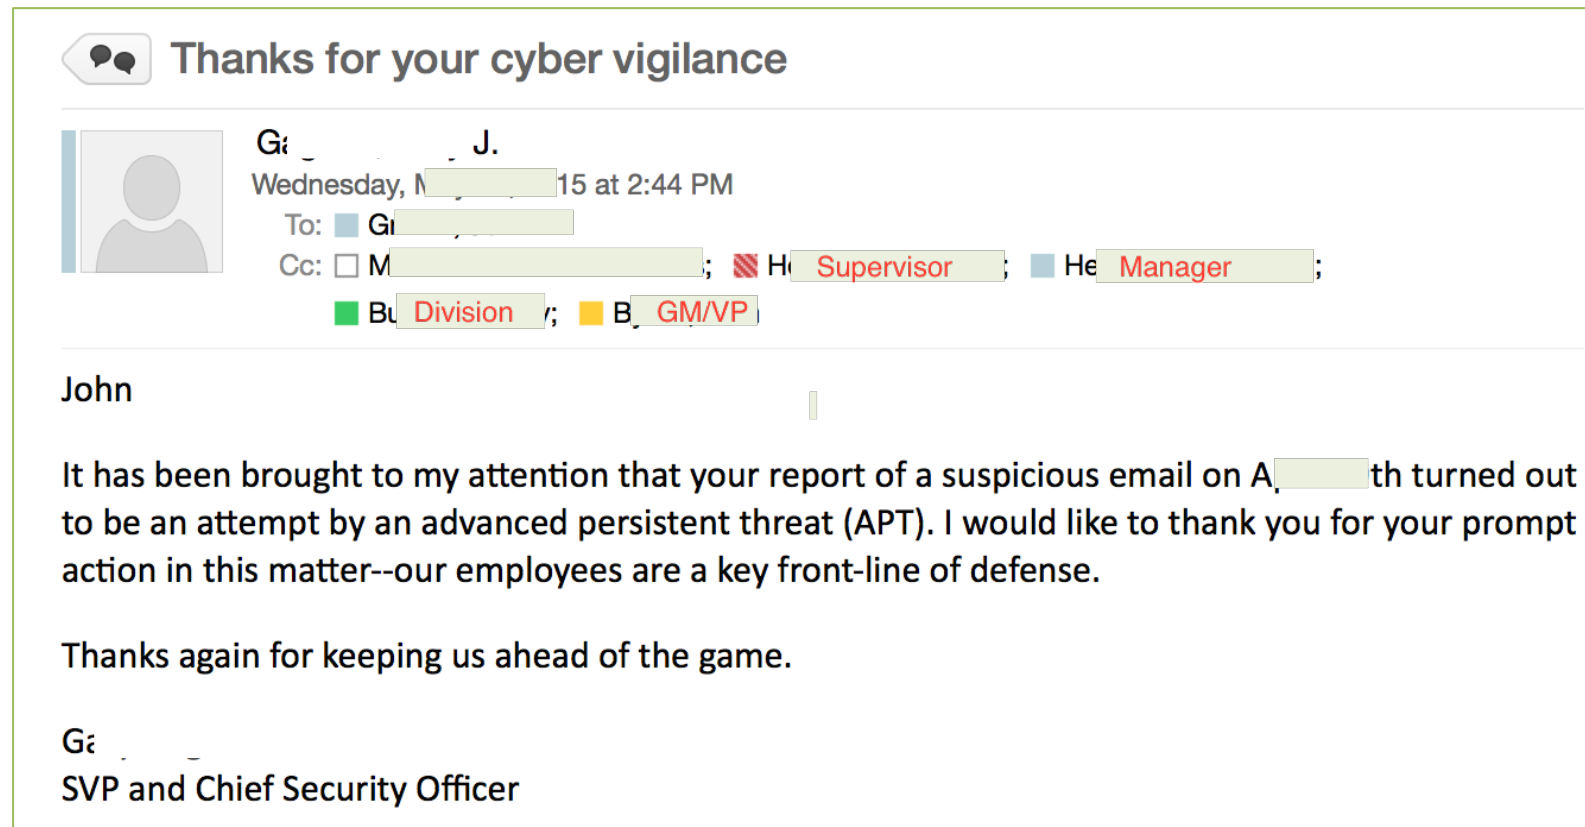 Thanks for your cyber vigilance
J.
Wednesday, 15 at 2:44 PM
To:
Cc: ; Supervisor ; Manager ;
Division ; GM/VP
John
It has been brought to my attention that your report of a suspicious email on th turned out
to be an attempt by an advanced persistent threat (APT). I would like to thank you for your prompt
action in this matter--our employees are a key front-line of defense.
Thanks again for keeping us ahead of the game.
SVP and Chief Security Officer